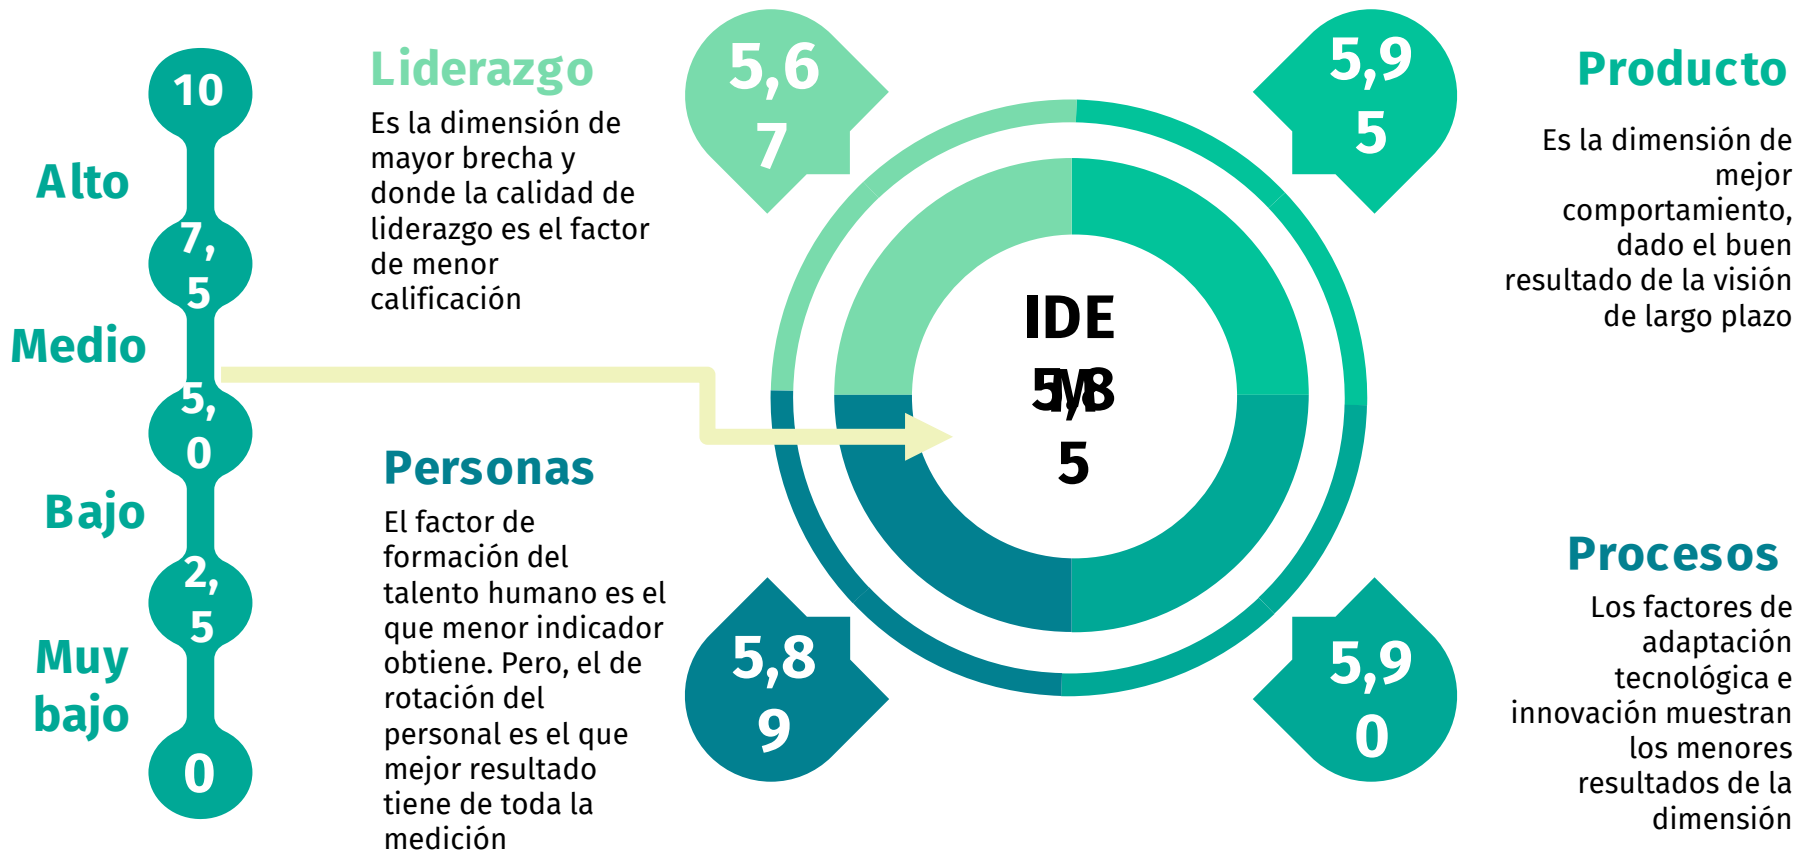 10
Alto
7,
5
Medio
5,
0
Bajo
2,
5
Muy
bajo
0
Liderazgo
Es la dimensión de
mayor brecha y
donde la calidad de
liderazgo es el factor
de menor
calificación
5,6
7
Personas
El factor de
formación del
talento humano es el
que menor indicador
obtiene. Pero, el de
rotación del
personal es el que
mejor resultado
tiene de toda la
medición
5,8
9
IDE
M
5,8
5
5,9
5
Producto
Es la dimensión de
mejor
comportamiento,
dado el buen
resultado de la visión
de largo plazo
5,9
0
Procesos
Los factores de
adaptación
tecnológica e
innovación muestran
los menores
resultados de la
dimensión